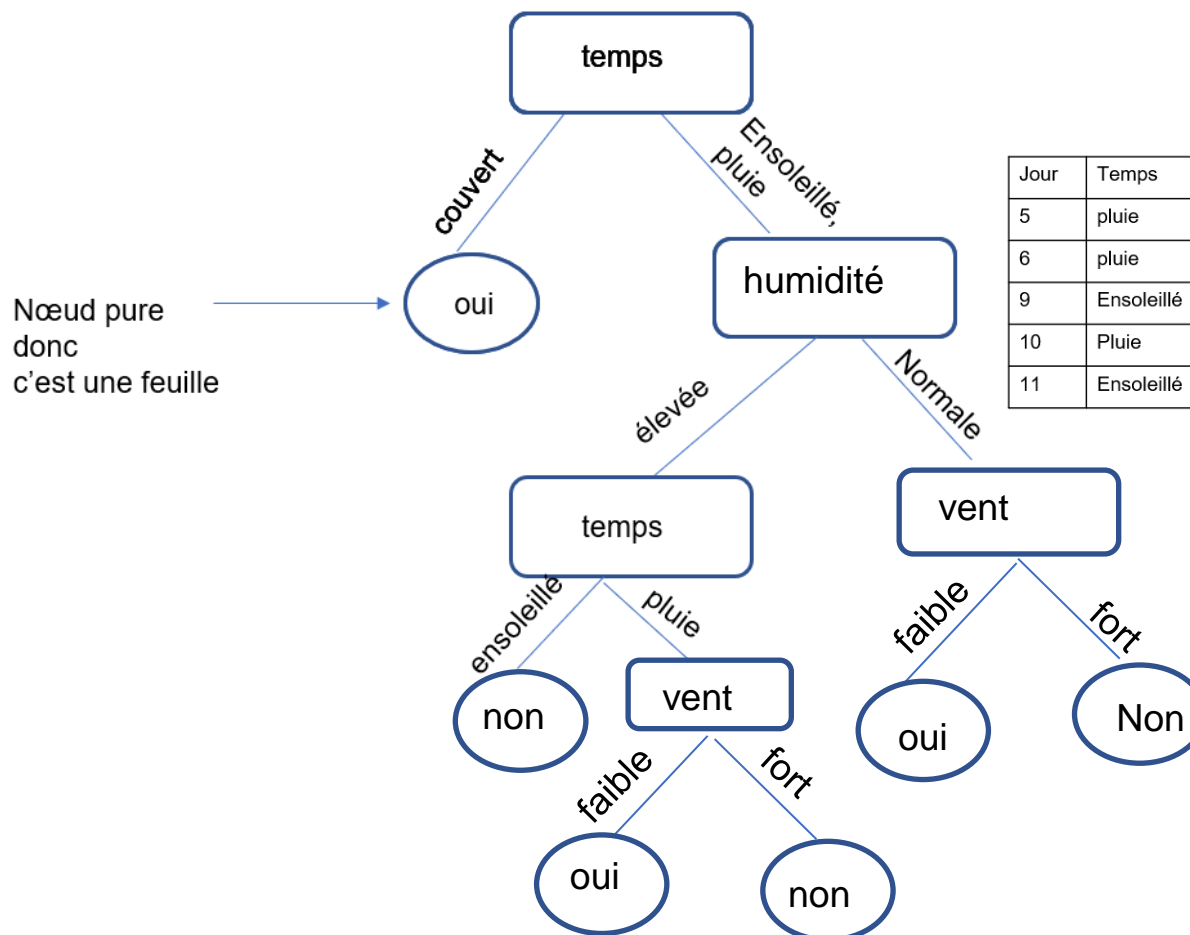 temps
couvert
Ensoleillé,
pluie
Jour Temps
5 pluie
6 pluie
9 Ensoleillé
10 Pluie
11 Ensoleillé
Nœud pure
donc
c'est une feuille
oui
humidité
élevée
Normale
temps
vent
ensoleillé
pluie
faible
fort
non
vent
oui
Non
faible
fort
oui
non